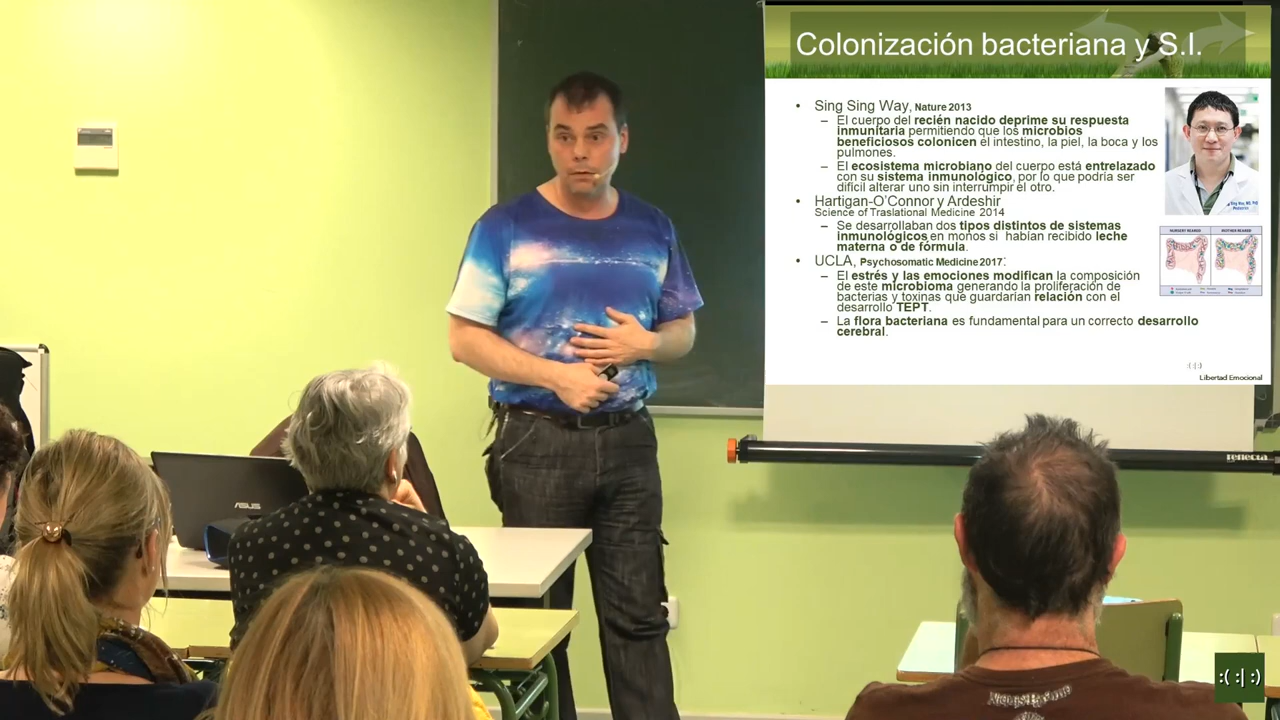 Colonización bacteriana y S.I.
• Sing Sing Way, Nature 2013
– El cuerpo del recién nacido deprime su respuesta
inmunitaria permitiendo que los microbios
beneficiosos colonicen el intestino, la piel, la boca y los
pulmones.
– El ecosistema microbiano del cuerpo está entrelazado
con su sistema inmunológico, por lo que podría ser
difícil alterar uno sin interrumpir el otro.
• Hartigan-O'Connor y Ardeshir
Science of Traslational Medicine 2014
– Se desarrollaban dos tipos distintos de sistemas
inmunológicos en monos si habían recibido leche
materna o de fórmula.
• UCLA, Psychosomatic Medicine 2017:
– El estrés y las emociones modifican la composición
de este microbioma generando la proliferación de
bacterias y toxinas que guardarían relación con el
desarrollo TEPT.
– La flora bacteriana es fundamental para un correcto desarrollo
cerebral.
NURSERY REARED MOTHER REARED
:(|:)
Libertad Emocional
reflecta
ASUS
:( :| :)